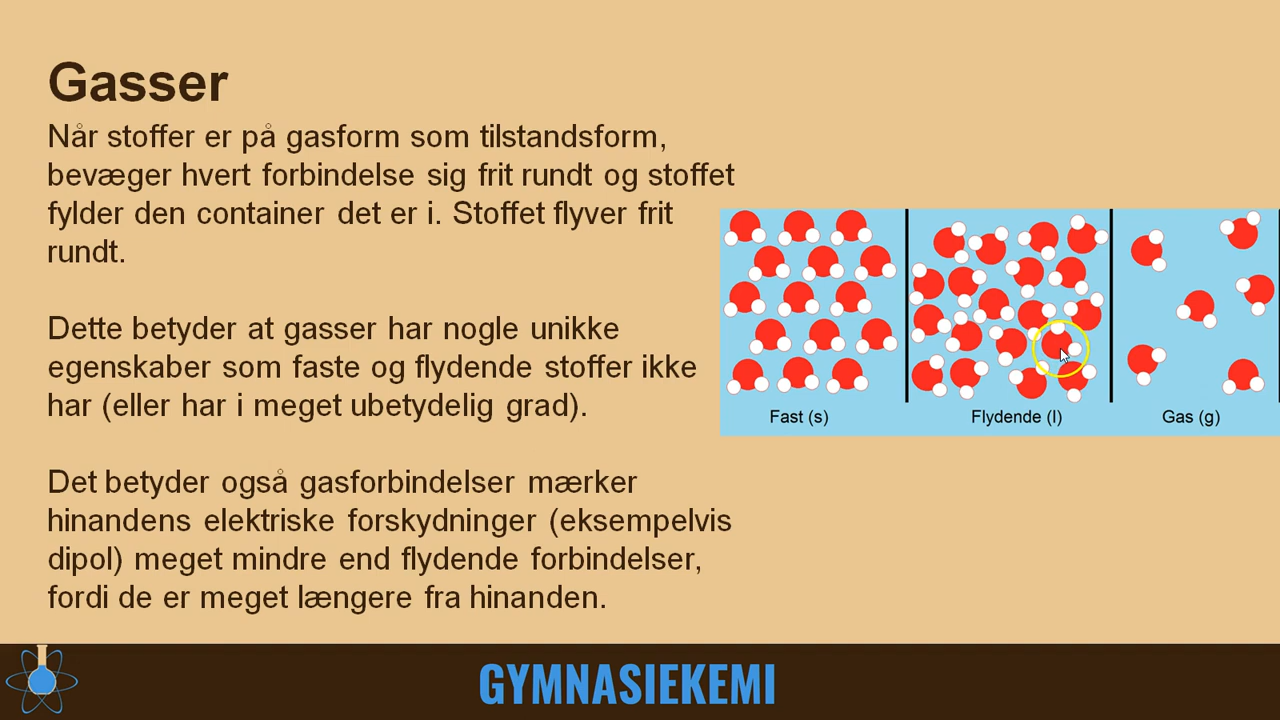 Gasser
Når stoffer er på gasform som tilstandsform,
bevæger hvert forbindelse sig frit rundt og stoffet
fylder den container det er i. Stoffet flyver frit
rundt.
Dette betyder at gasser har nogle unikke
egenskaber som faste og flydende stoffer ikke
har (eller har i meget ubetydelig grad).
Det betyder også gasforbindelser mærker
hinandens elektriske forskydninger (eksempelvis
dipol) meget mindre end flydende forbindelser,
fordi de er meget længere fra hinanden.
Fast (s)
Flydende (l)
Gas (g)
GYMNASIEKEMI